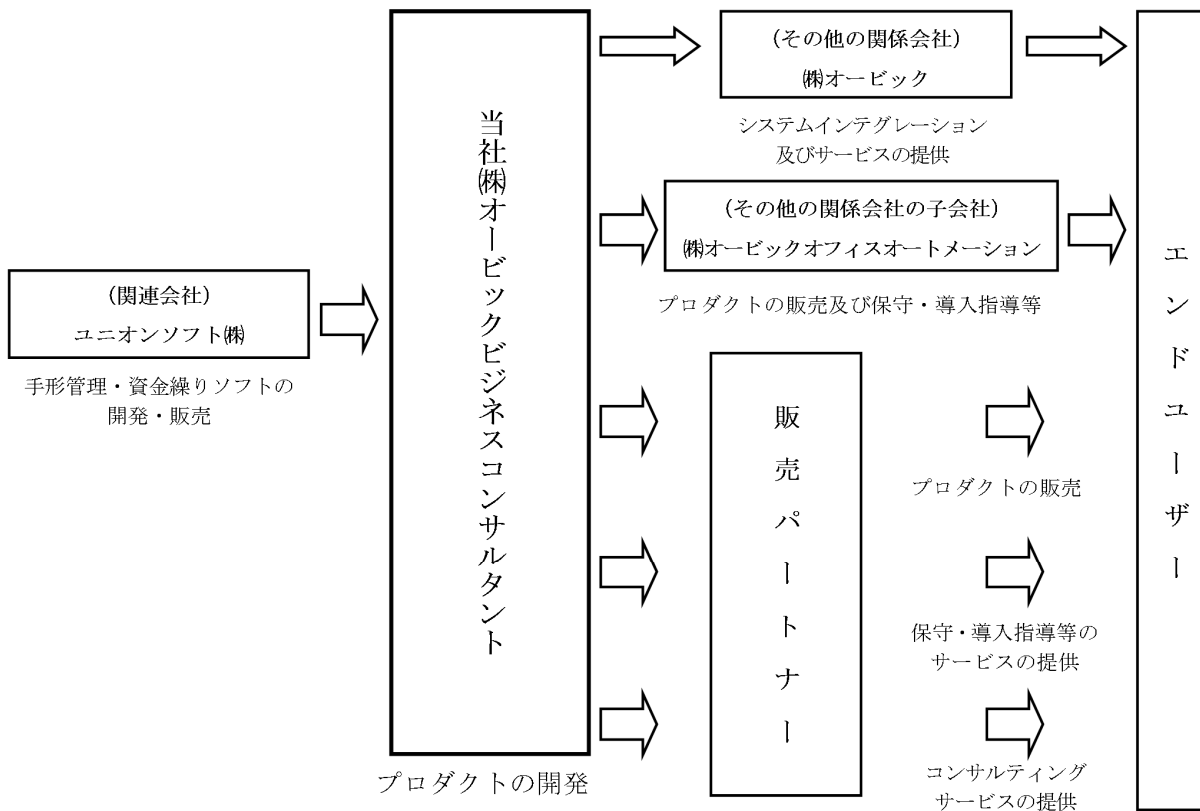 (関連会社)
ユニオンソフト㈱
手形管理・資金繰りソフトの
開発・販売
当社㈱オービックビジネスコンサルタント
プロダクトの開発
(その他の関係会社)
㈱オービック
システムインテグレーション
及びサービスの提供
(その他の関係会社の子会社)
㈱オービックオフィスオートメーション
プロダクトの販売及び保守・導入指導等
販売パートナー
プロダクトの販売
保守・導入指導等の
サービスの提供
コンサルティング
サービスの提供
エンドユーザー